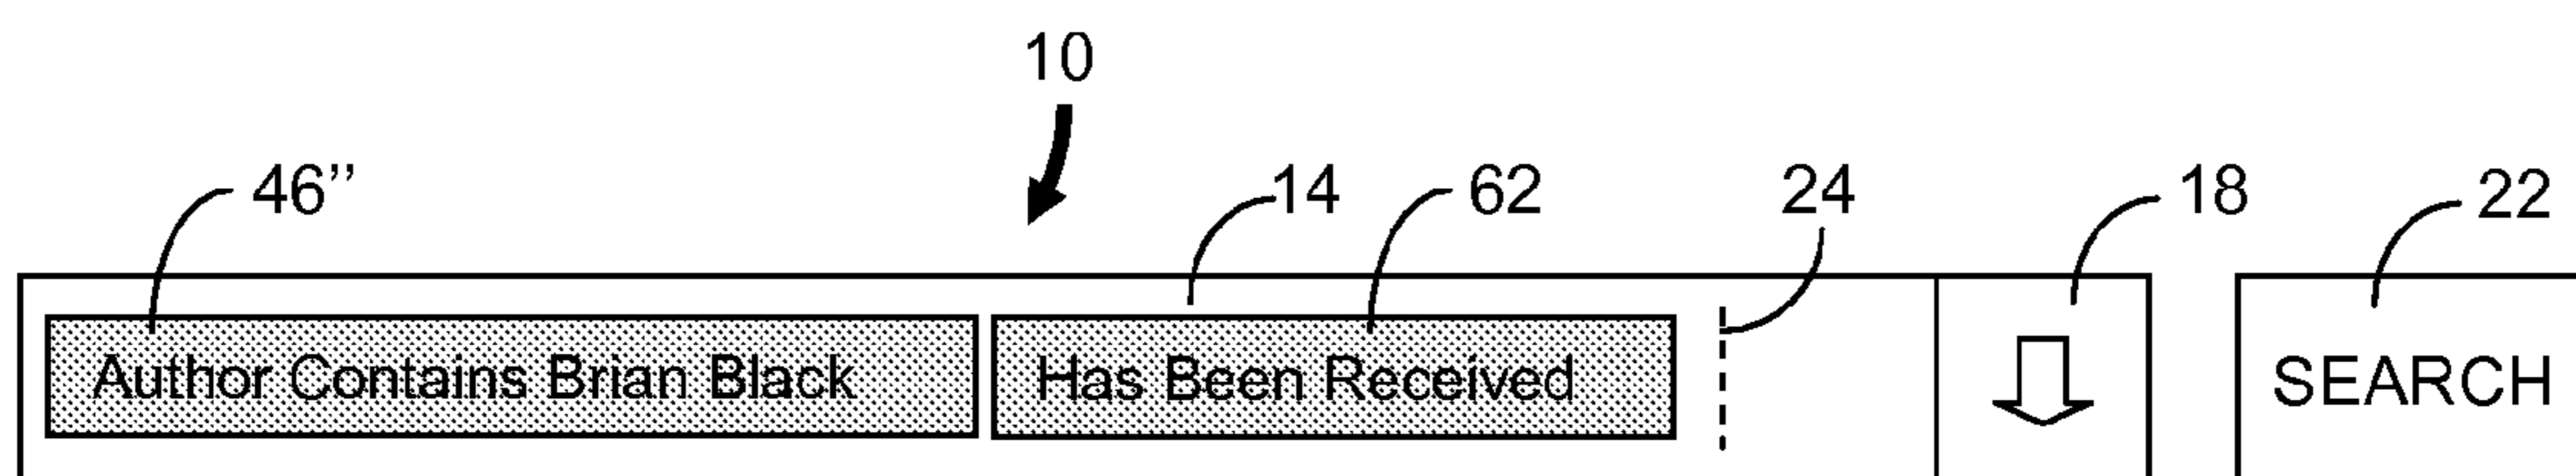 10
46’’ 14 62 24 18 22
Author Contains Brian Black Has Been Received SEARCH